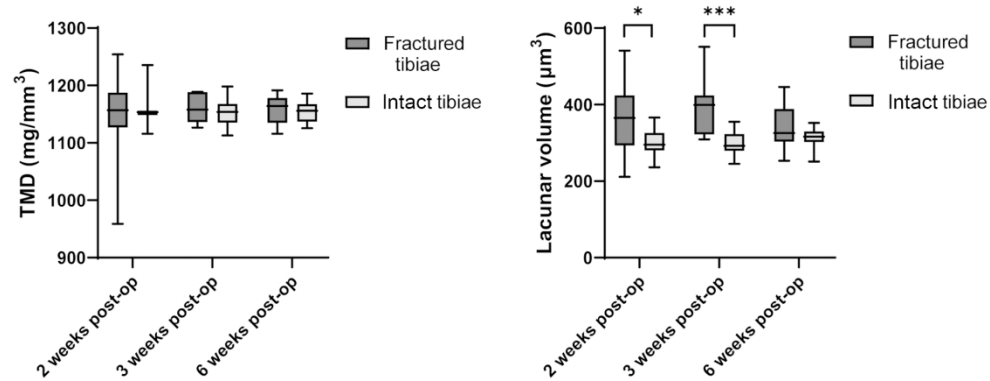 1300
1200
1100
1000
900
TMD (mg/mm³)
2 weeks post-op
3 weeks post-op
6 weeks post-op
Fractured
tibiae
Intact tibiae
600
400
200
0
Lacunar volume (µm³)
*
***
2 weeks post-op
3 weeks post-op
6 weeks post-op
Fractured
tibiae
Intact tibiae